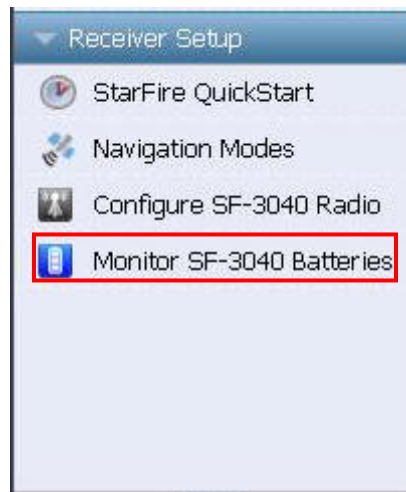 Receiver Setup
StarFire QuickStart
Navigation Modes
Configure SF-3040 Radio
Monitor SF-3040 Batteries